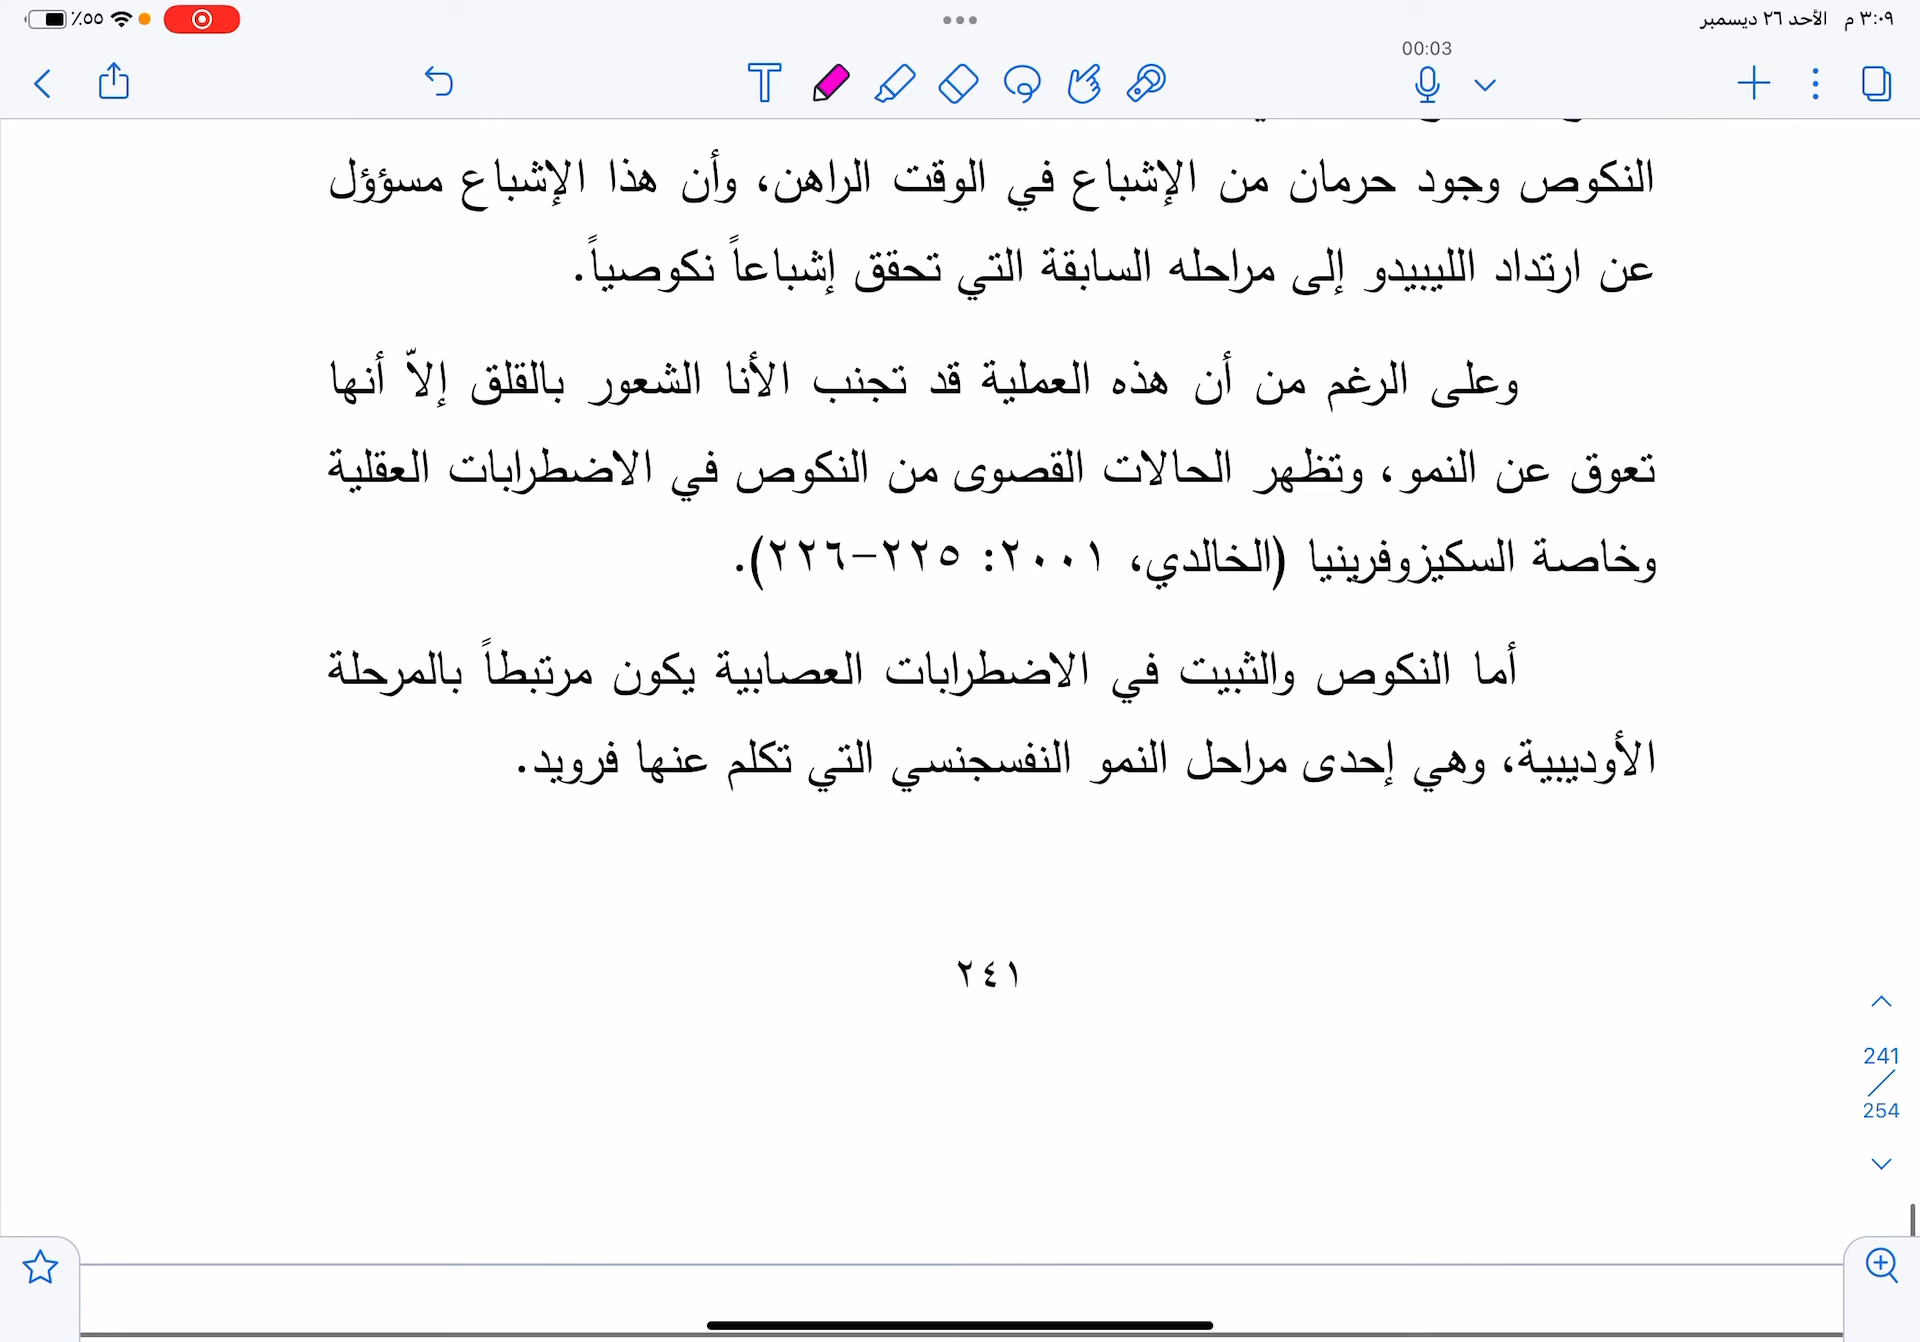 ٣:٠٩ م الأحد ٢٦ ديسمبر
٪٥٥
00:03
النكوص وجود حرمان من الإشباع في الوقت الراهن، وأن هذا الإشباع مسؤؤل
عن ارتداد الليبيدو إلى مراحله السابقة التي تحقق إشباعاً نكوصياً.
وعلى الرغم من أن هذه العملية قد تجنب الأنا الشعور بالقلق إلاّ أنها
تعوق عن النمو، وتظهر الحالات القصوى من النكوص في الاضطرابات العقلية
وخاصة السكيزوفرينيا (الخالدي، ٢٠٠١: ٢٢٥-٢٢٦).
أما النكوص والثبيت في الاضطرابات العصابية يكون مرتبطاً بالمرحلة
الأوديبية، وهي إحدى مراحل النمو النفسجنسي التي تكلم عنها فرويد.
٢٤١
241
/
254